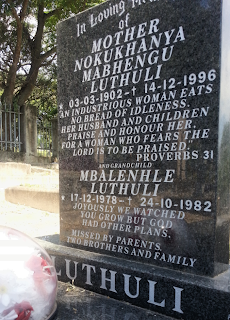 In Loving
of
MOTHER
NOKUKHANYA
MABHENGU
LUTHULI
* 03-03-1902 - † 14-12-1996
"AN INDUSTRIOUS WOMAN EATS
NO BREAD OF IDLENESS.
HER HUSBAND AND CHILDREN
PRAISE AND HONOUR HER.
FOR A WOMAN WHO FEARS THE
LORD IS TO BE PRAISED."
PROVERBS 31
AND GRANDCHILD
MBALENHLE
LUTHULI
* 17-12-1978 - † 24-10-1982
JOYOUSLY WE WATCHED
YOU GROW BUT GOD
HAD OTHER PLANS.
MISSED BY PARENTS,
TWO BROTHERS AND FAMILY
LUTHULI